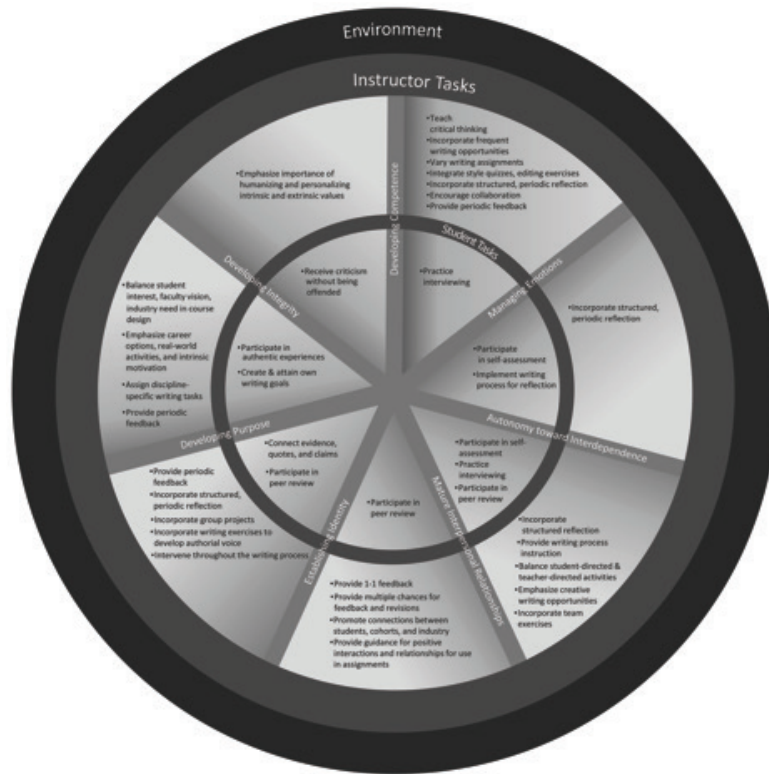 Environment
Instructor Tasks
•Teach
critical thinking
•Incorporate frequent
writing opportunities
•Vary writing assignments
•Integrate style quizzes, editing exercises
•Incorporate structured, periodic reflection
•Encourage collaboration
•Provide periodic feedback
•Emphasize importance of
humanizing and personalizing
intrinsic and extrinsic values
Developing Competence
Student Tasks
•Practice
interviewing
•Receive criticism
without being
offended
Developing Integrity
Managing Emotions
•Balance student
interest, faculty vision,
industry need in course
design
•Emphasize career
options, real-world
activities, and intrinsic
motivation
•Assign discipline-
specific writing tasks
•Provide periodic
feedback
•Incorporate structured,
periodic reflection
•Participate in
authentic experiences
•Create & attain own
writing goals
•Participate
in self-assessment
•Implement writing
process for reflection
Developing Purpose
Autonomy toward Interdependence
•Connect evidence,
quotes, and claims
•Participate in
peer review
•Participate in self-
assessment
•Practice
interviewing
•Participate in
peer review
•Participate in
peer review
•Provide periodic
feedback
•Incorporate structured,
periodic reflection
•Incorporate group projects
•Incorporate writing exercises to
develop authorial voice
•Intervene throughout the writing process
Establishing Identity
Mature Interpersonal Relationships
•Incorporate
structured reflection
•Provide writing process
instruction
•Balance student-directed &
teacher-directed activities
•Emphasize creative
writing opportunities
•Incorporate team
exercises
•Provide 1-1 feedback
•Provide multiple chances for
feedback and revisions
•Promote connections between
students, cohorts, and industry
•Provide guidance for positive
interactions and relationships for use
in assignments